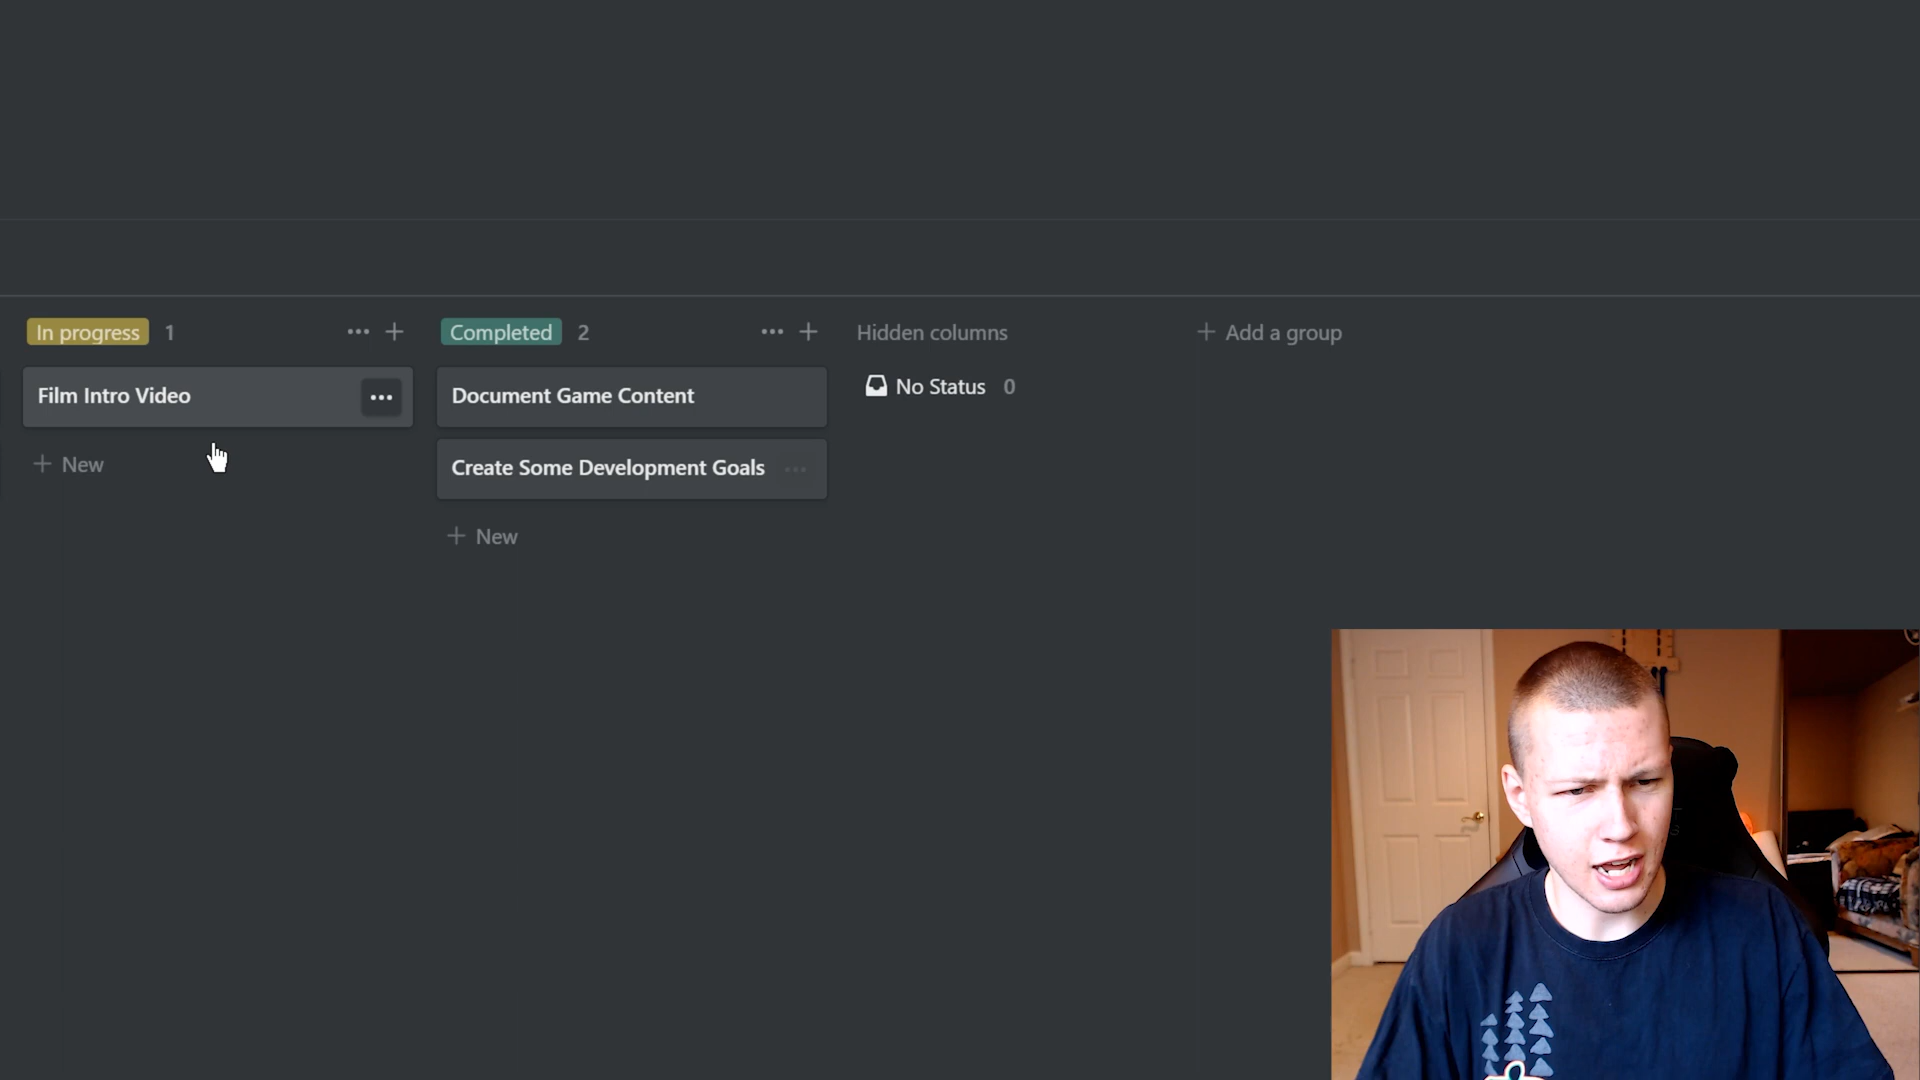 In progress 1
Film Intro Video
+ New
Completed 2
Document Game Content
Create Some Development Goals
+ New
Hidden columns
No Status 0
+ Add a group